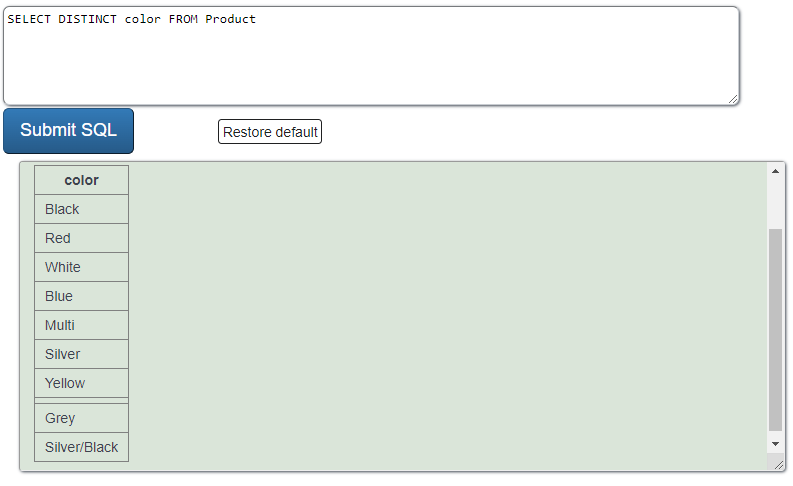 SELECT DISTINCT color FROM Product
Submit SQL
Restore default
color
Black
Red
White
Blue
Multi
Silver
Yellow
Grey
Silver/Black